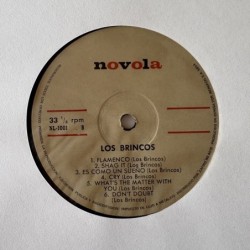 novola
LOS BRINCOS
33 ⅓ rpm
NL-1001 B
1. FLAMENCO (Los Brincos)
2. SHAG IT (Los Brincos)
3. ES COMO UN SUEÑO (Los Brincos)
4. CRY (Los Brincos)
5. WHAT'S THE MATTER WITH
YOU (Los Brincos)
6. DON'T DOUBT
(Los Brincos)